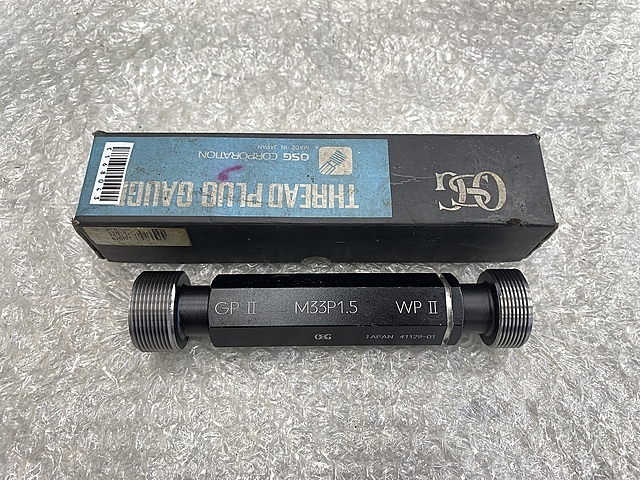 THREAD PLUG GAUGE
OSG CORPORATION
MADE IN JAPAN
OSG
GP II M33P1.5 WP II
OSG JAPAN 41129-01